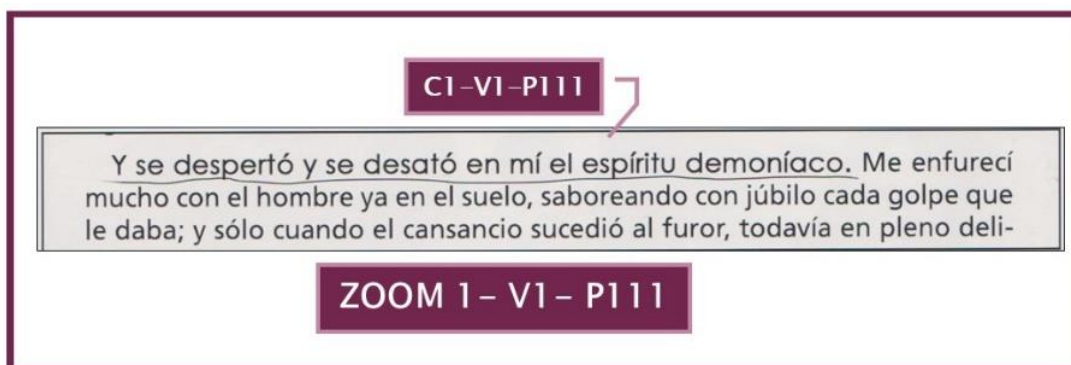 C1–V1–P111
Y se despertó y se desató en mí el espíritu demoníaco. Me enfurecí
mucho con el hombre ya en el suelo, saboreando con júbilo cada golpe que
le daba; y sólo cuando el cansancio sucedió al furor, todavía en pleno deli-
ZOOM 1– V1– P111